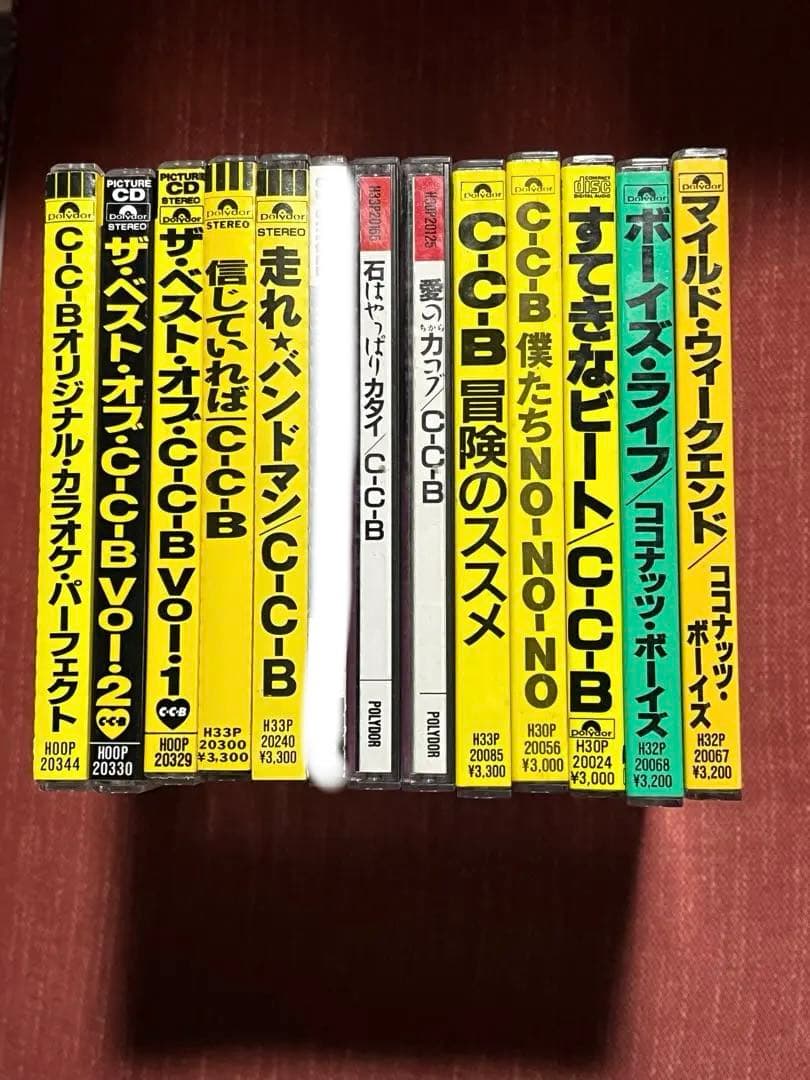 Polydor
C-C-Bオリジナル・カラオケ・パーフェクト
H00P
20344
PICTURE
CD
Polydor
STEREO
ザ・ベスト・オブ・C-C-B VOl・2
C-C-B
H00P
20330
PICTURE
CD
STEREO
Polydor
ザ・ベスト・オブ・C-C-B VOl・1
C-C-B
H00P
20329
Polydor
STEREO
信じていれば/C-C-B
H33P
20300
¥3,300
Polydor
STEREO
走れ★バンドマン/C-C-B
H33P
20240
¥3,300
H33P20166
石はやっぱりカタイ/C-C-B
POLYDOR
愛の力コブ/C-C-B
ちから
POLYDOR
Polydor
C-C-B 冒険のススメ
H33P
20085
¥3,300
Polydor
C-C-B 僕たちNO-NO-NO
H30P
20056
¥3,000
COMPACT
disc
DIGITAL AUDIO
すてきなビート/C-C-B
Polydor
H30P
20024
¥3,000
Polydor
ボーイズ・ライフ/ココナッツ・ボーイズ
H32P
20068
¥3,200
Polydor
マイルド・ウィークエンド/ココナッツ・
ボーイズ
H32P
20067
¥3,200